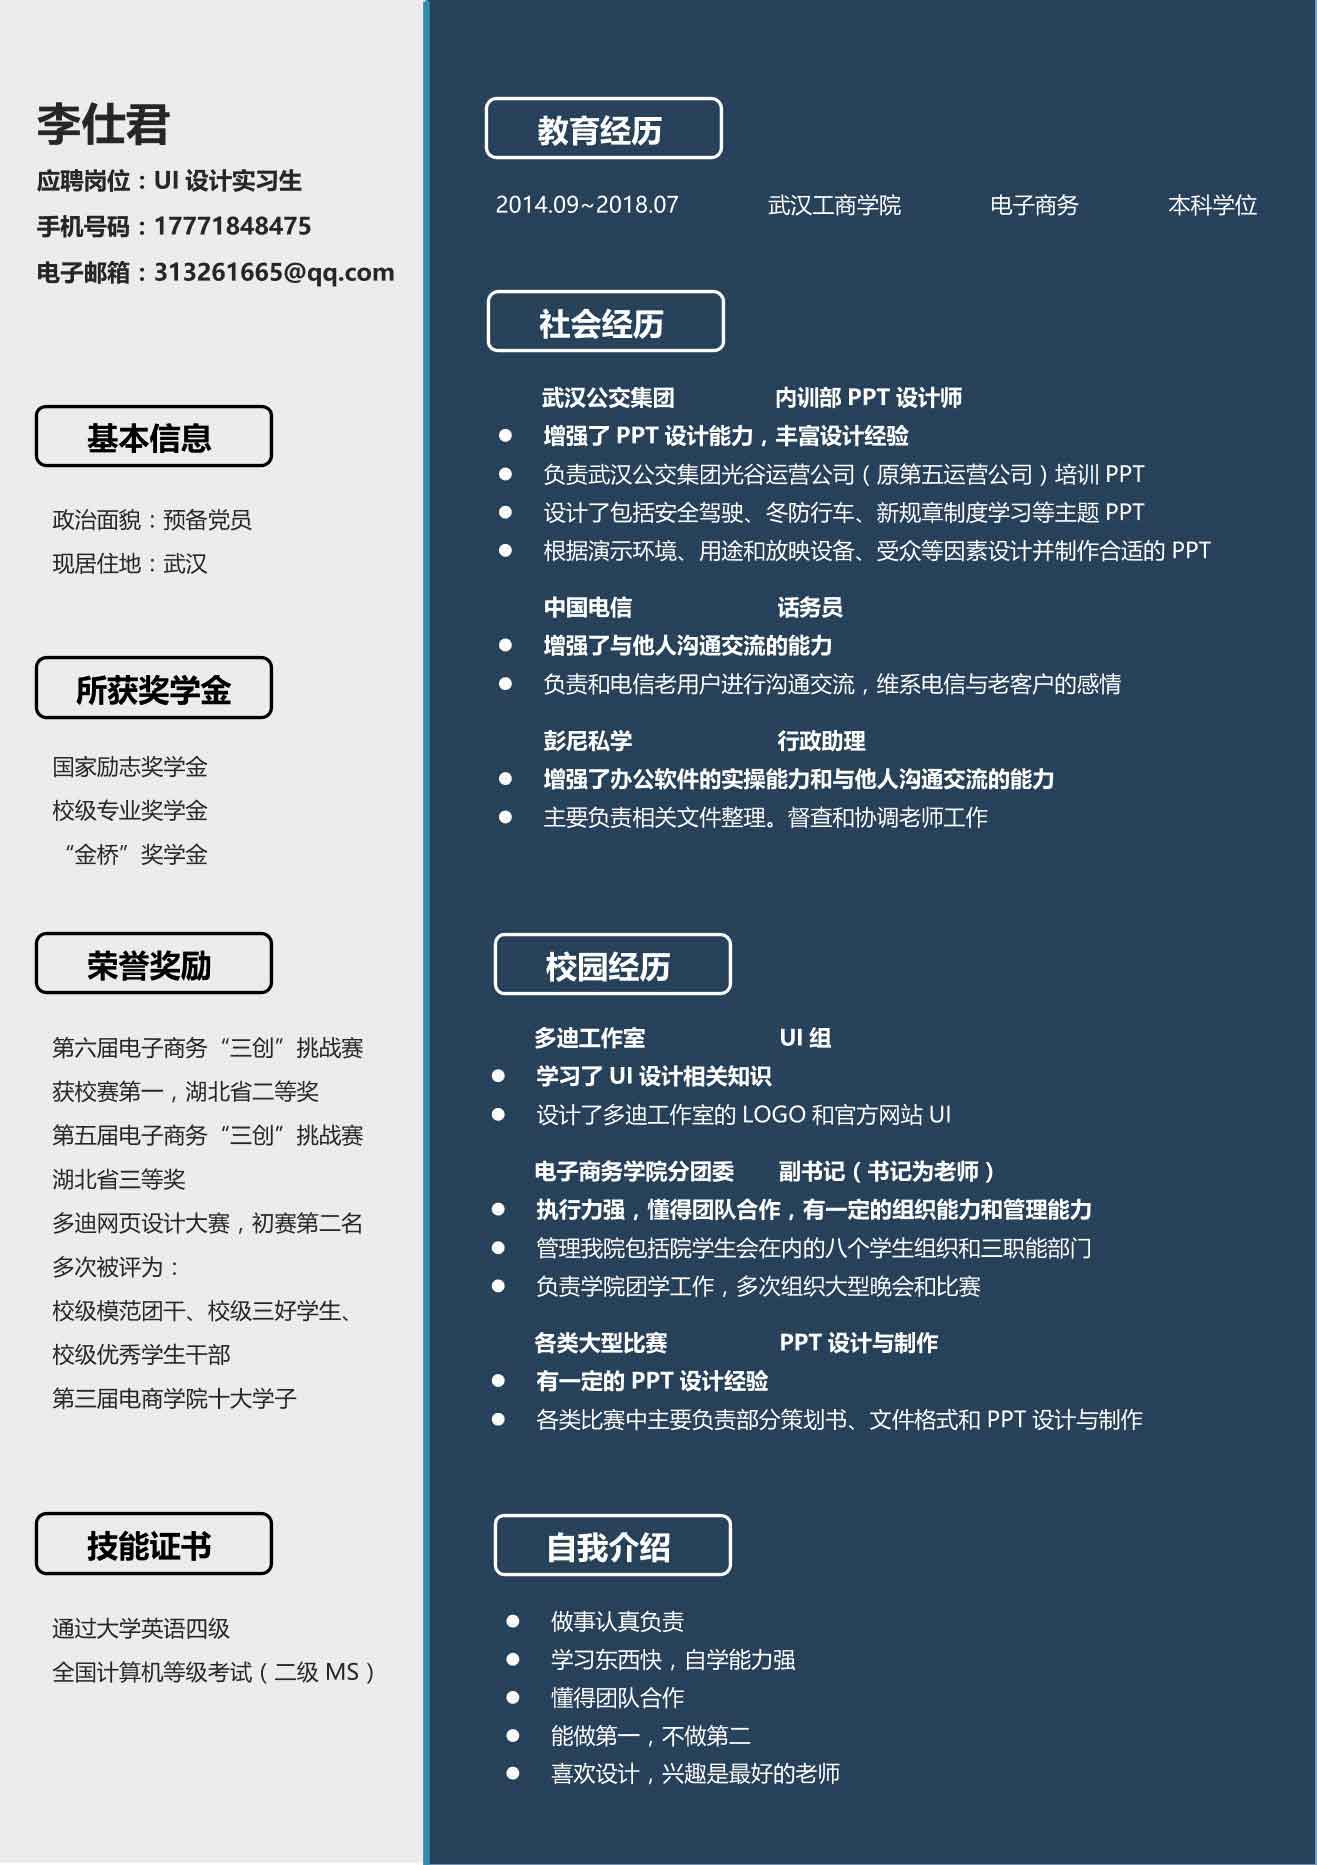 李仕君
应聘岗位：UI 设计实习生
手机号码：17771848475
电子邮箱：313261665@qq.com
基本信息
政治面貌：预备党员
现居住地：武汉
所获奖学金
国家励志奖学金
校级专业奖学金
“金桥”奖学金
荣誉奖励
第六届电子商务“三创”挑战赛
获校赛第一，湖北省二等奖
第五届电子商务“三创”挑战赛
湖北省三等奖
多迪网页设计大赛，初赛第二名
多次被评为：
校级模范团干、校级三好学生、
校级优秀学生干部
第三届电商学院十大学子
技能证书
通过大学英语四级
全国计算机等级考试（二级 MS）
教育经历
2014.09~2018.07 武汉工商学院 电子商务 本科学位
社会经历
武汉公交集团 内训部 PPT 设计师
● 增强了 PPT 设计能力，丰富设计经验
● 负责武汉公交集团光谷运营公司（原第五运营公司）培训 PPT
● 设计了包括安全驾驶、冬防行车、新规章制度学习等主题 PPT
● 根据演示环境、用途和放映设备、受众等因素设计并制作合适的 PPT
中国电信 话务员
● 增强了与他人沟通交流的能力
● 负责和电信老用户进行沟通交流，维系电信与老客户的感情
彭尼私学 行政助理
● 增强了办公软件的实操能力和与他人沟通交流的能力
● 主要负责相关文件整理。督查和协调老师工作
校园经历
多迪工作室 UI 组
● 学习了 UI 设计相关知识
● 设计了多迪工作室的 LOGO 和官方网站 UI
电子商务学院分团委 副书记（书记为老师）
● 执行力强，懂得团队合作，有一定的组织能力和管理能力
● 管理我院包括院学生会在内的八个学生组织和三职能部门
● 负责学院团学工作，多次组织大型晚会和比赛
各类大型比赛 PPT 设计与制作
● 有一定的 PPT 设计经验
● 各类比赛中主要负责部分策划书、文件格式和 PPT 设计与制作
自我介绍
● 做事认真负责
● 学习东西快，自学能力强
● 懂得团队合作
● 能做第一，不做第二
● 喜欢设计，兴趣是最好的老师